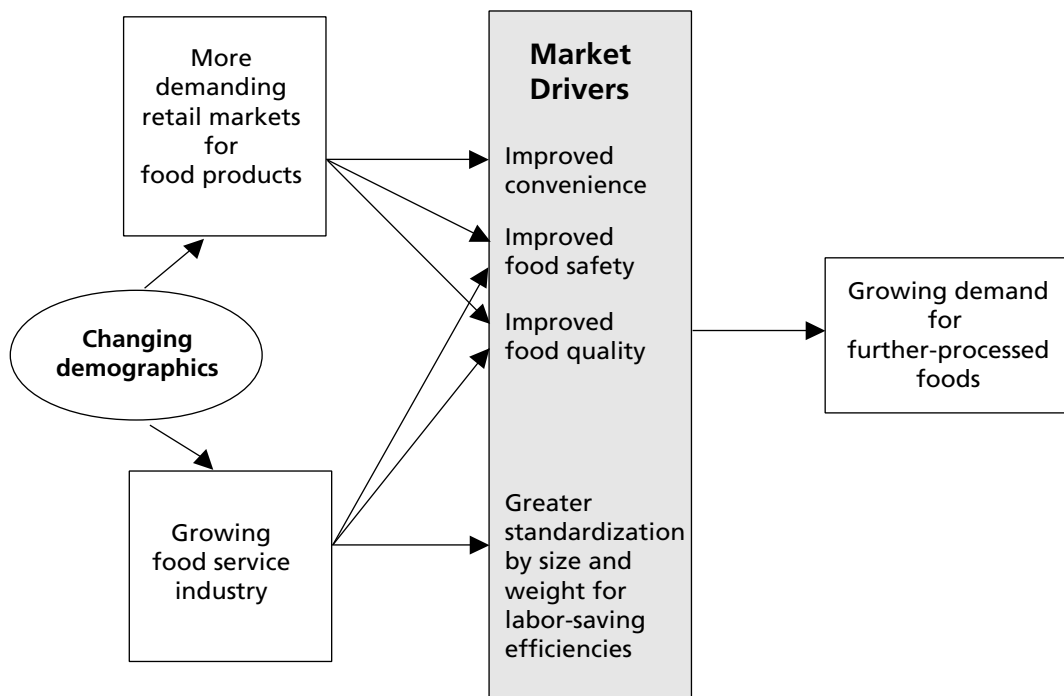 More
demanding
retail markets
for
food products
Changing
demographics
Growing
food service
industry
Market
Drivers
Improved
convenience
Improved
food safety
Improved
food quality
Greater
standardization
by size and
weight for
labor-saving
efficiencies
Growing demand
for
further-processed
foods